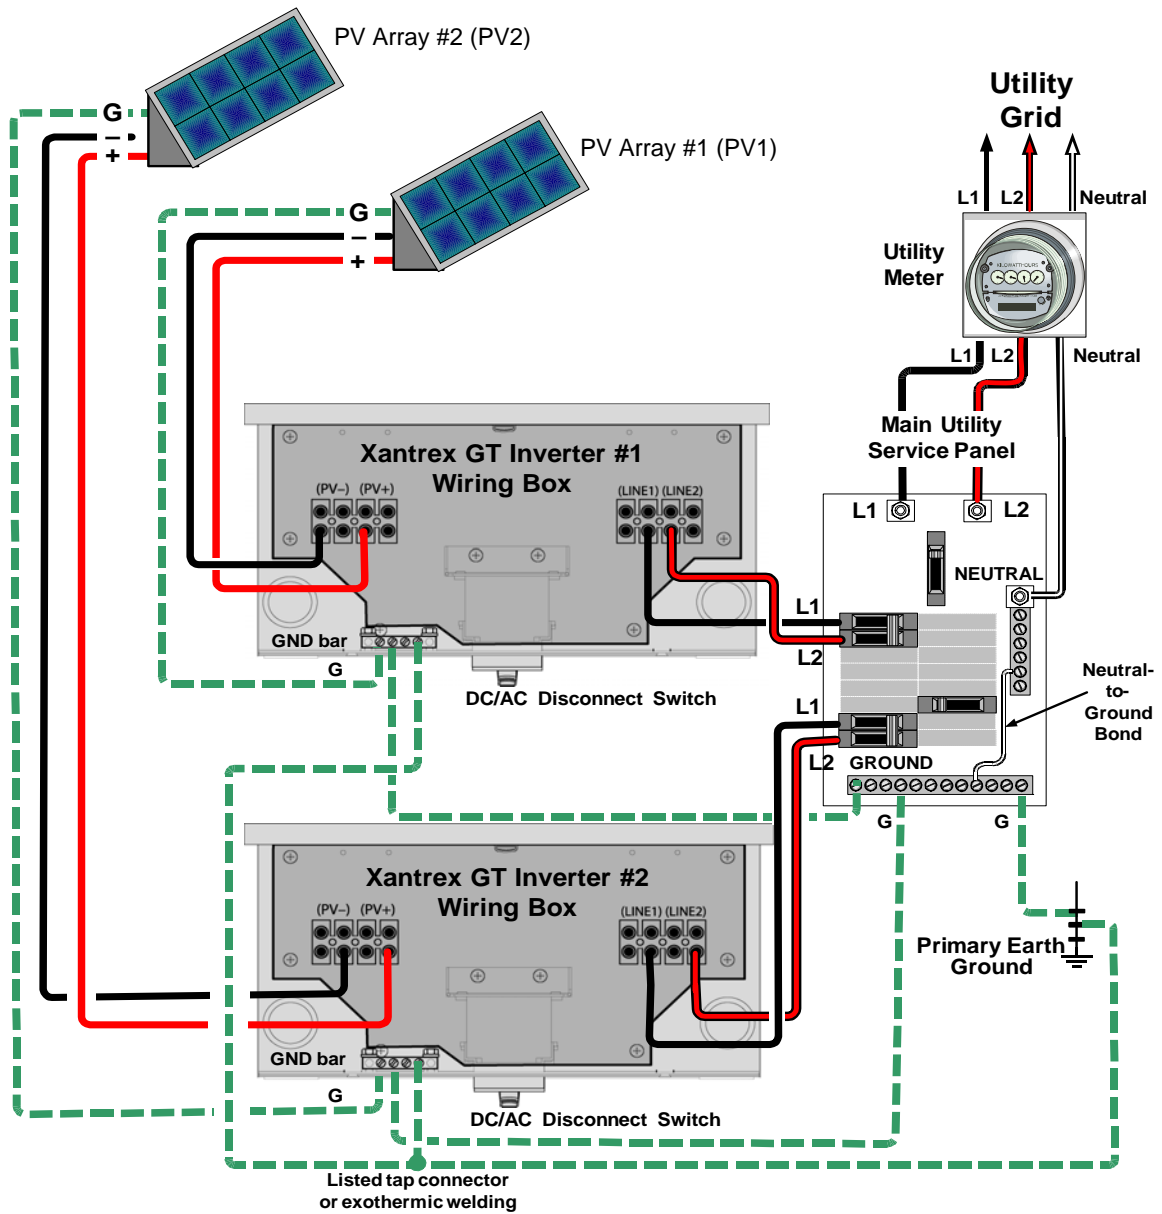 PV Array #2 (PV2)
G
–
+
PV Array #1 (PV1)
G
–
+
Utility
Grid
L1 L2 Neutral
Utility
Meter
KILOWATTHOURS
L1 L2 Neutral
Main Utility
Service Panel
L1 L2
NEUTRAL
Xantrex GT Inverter #1
Wiring Box
(PV–) (PV+)
(LINE1) (LINE2)
L1
L2
GND bar
G
DC/AC Disconnect Switch
L1
L2
Neutral-
to-
Ground
Bond
GROUND
G G
Xantrex GT Inverter #2
Wiring Box
(PV–) (PV+)
(LINE1) (LINE2)
Primary Earth
Ground
GND bar
G
DC/AC Disconnect Switch
Listed tap connector
or exothermic welding